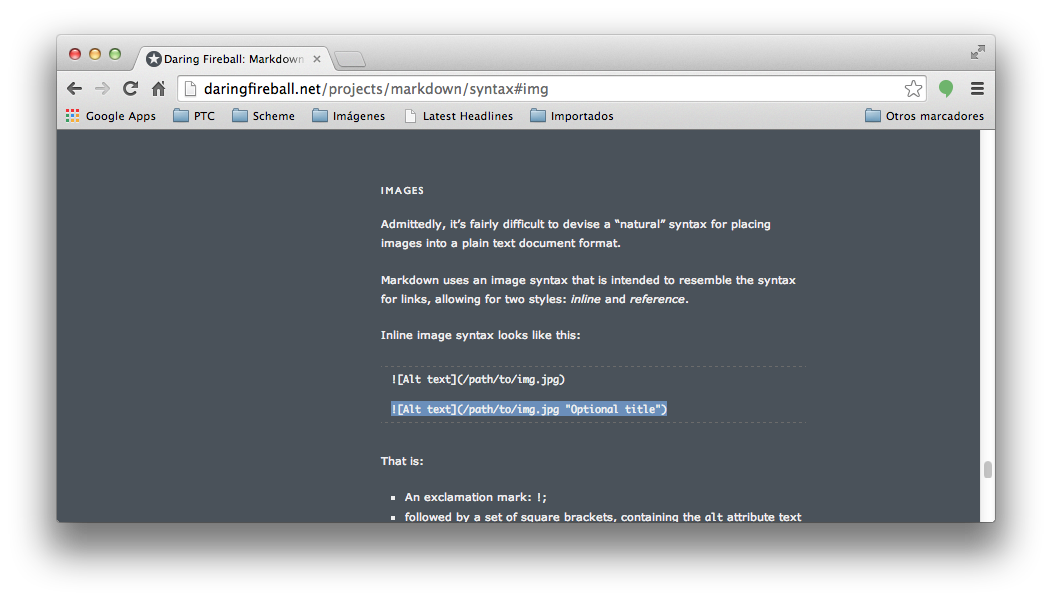 Daring Fireball: Markdown
daringfireball.net/projects/markdown/syntax#img
Google Apps PTC Scheme Imágenes Latest Headlines Importados Otros marcadores
IMAGES
Admittedly, it’s fairly difficult to devise a “natural” syntax for placing
images into a plain text document format.
Markdown uses an image syntax that is intended to resemble the syntax
for links, allowing for two styles: inline and reference.
Inline image syntax looks like this:
![Alt text](/path/to/img.jpg)
![Alt text](/path/to/img.jpg "Optional title")
That is:
An exclamation mark: !;
followed by a set of square brackets, containing the alt attribute text